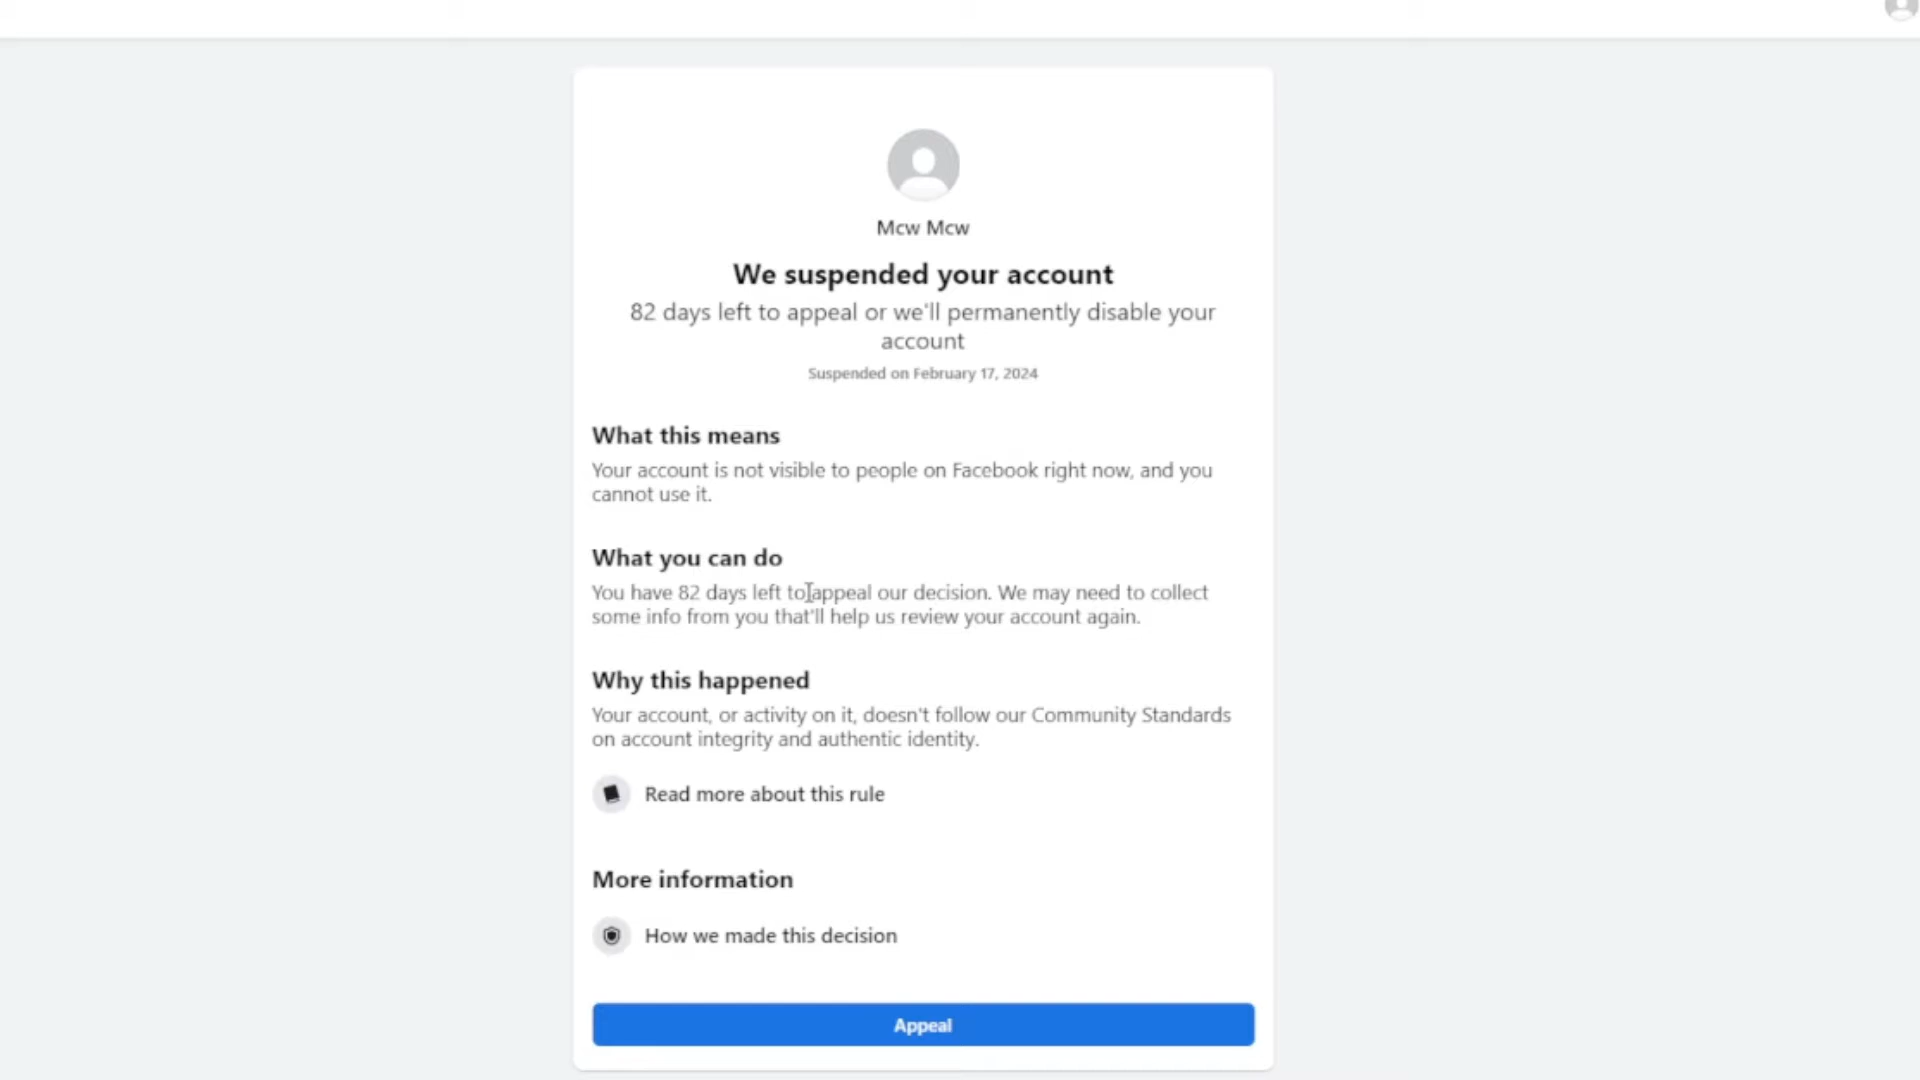 Mcw Mcw
We suspended your account
82 days left to appeal or we'll permanently disable your
account
Suspended on February 17, 2024
What this means
Your account is not visible to people on Facebook right now, and you
cannot use it.
What you can do
You have 82 days left to appeal our decision. We may need to collect
some info from you that'll help us review your account again.
Why this happened
Your account, or activity on it, doesn't follow our Community Standards
on account integrity and authentic identity.
Read more about this rule
More information
How we made this decision
Appeal